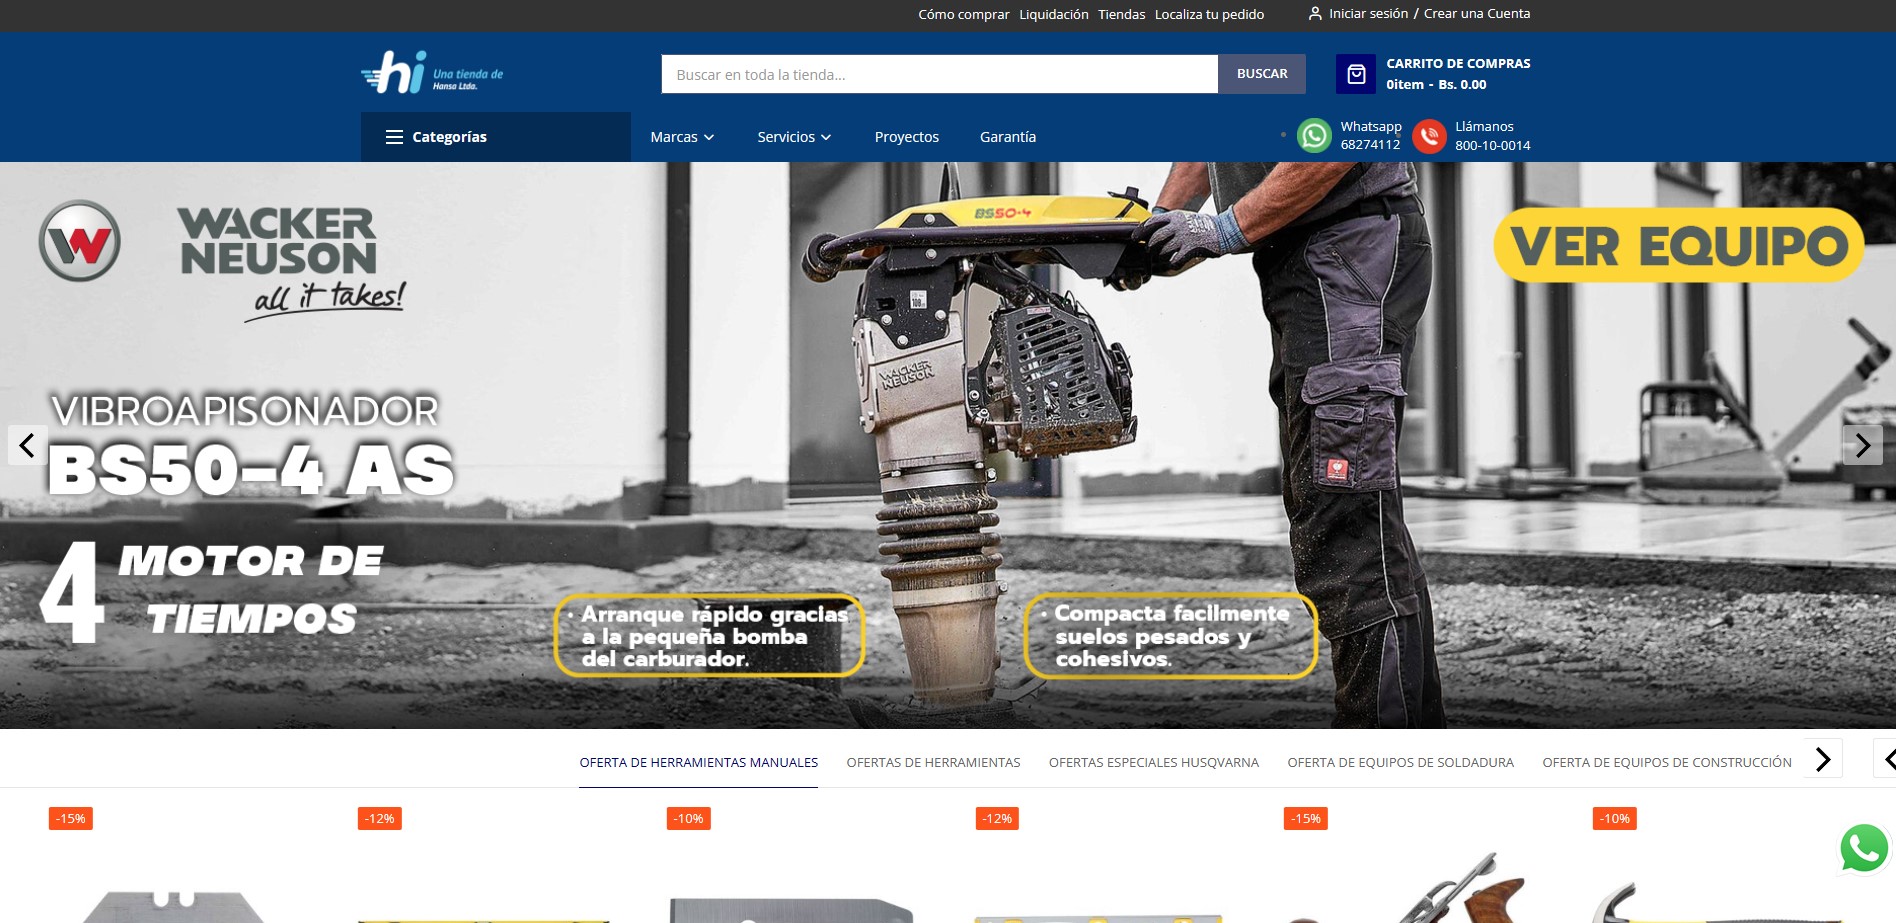 Cómo comprar Liquidación Tiendas Localiza tu pedido Iniciar sesión / Crear una Cuenta
hi Una tienda de
Hansa Ltda.
Buscar en toda la tienda...
BUSCAR
CARRITO DE COMPRAS
0item - Bs. 0.00
Categorías
Marcas Servicios Proyectos Garantía
Whatsapp
68274112
Llámanos
800-10-0014
WACKER
NEUSON
all it takes!
VER EQUIPO
BS50-4
WACKER
NEUSON
VIBROAPISONADOR
BS50-4 AS
4 MOTOR DE
TIEMPOS
• Arranque rápido gracias
a la pequeña bomba
del carburador.
• Compacta facilmente
suelos pesados y
cohesivos.
OFERTA DE HERRAMIENTAS MANUALES OFERTAS DE HERRAMIENTAS OFERTAS ESPECIALES HUSQVARNA OFERTA DE EQUIPOS DE SOLDADURA OFERTA DE EQUIPOS DE CONSTRUCCIÓN
-15% -12% -10% -12% -15% -10%